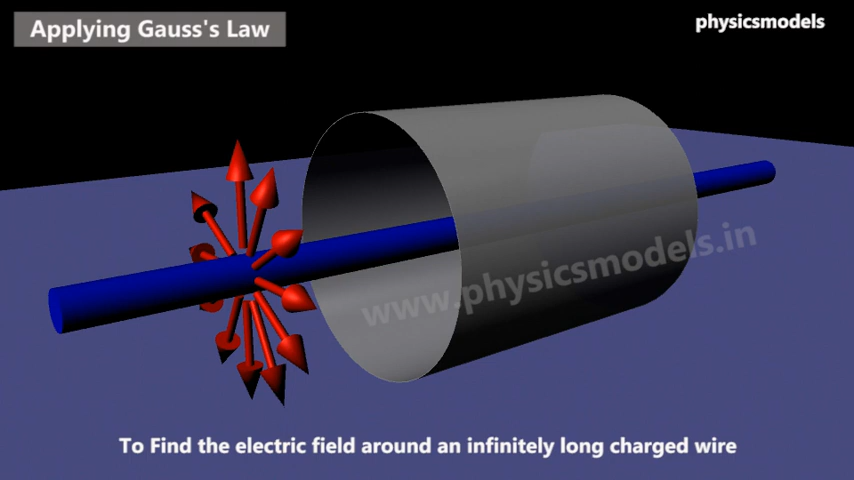 Applying Gauss's Law
physicsmodels
www.physicsmodels.in
To Find the electric field around an infinitely long charged wire